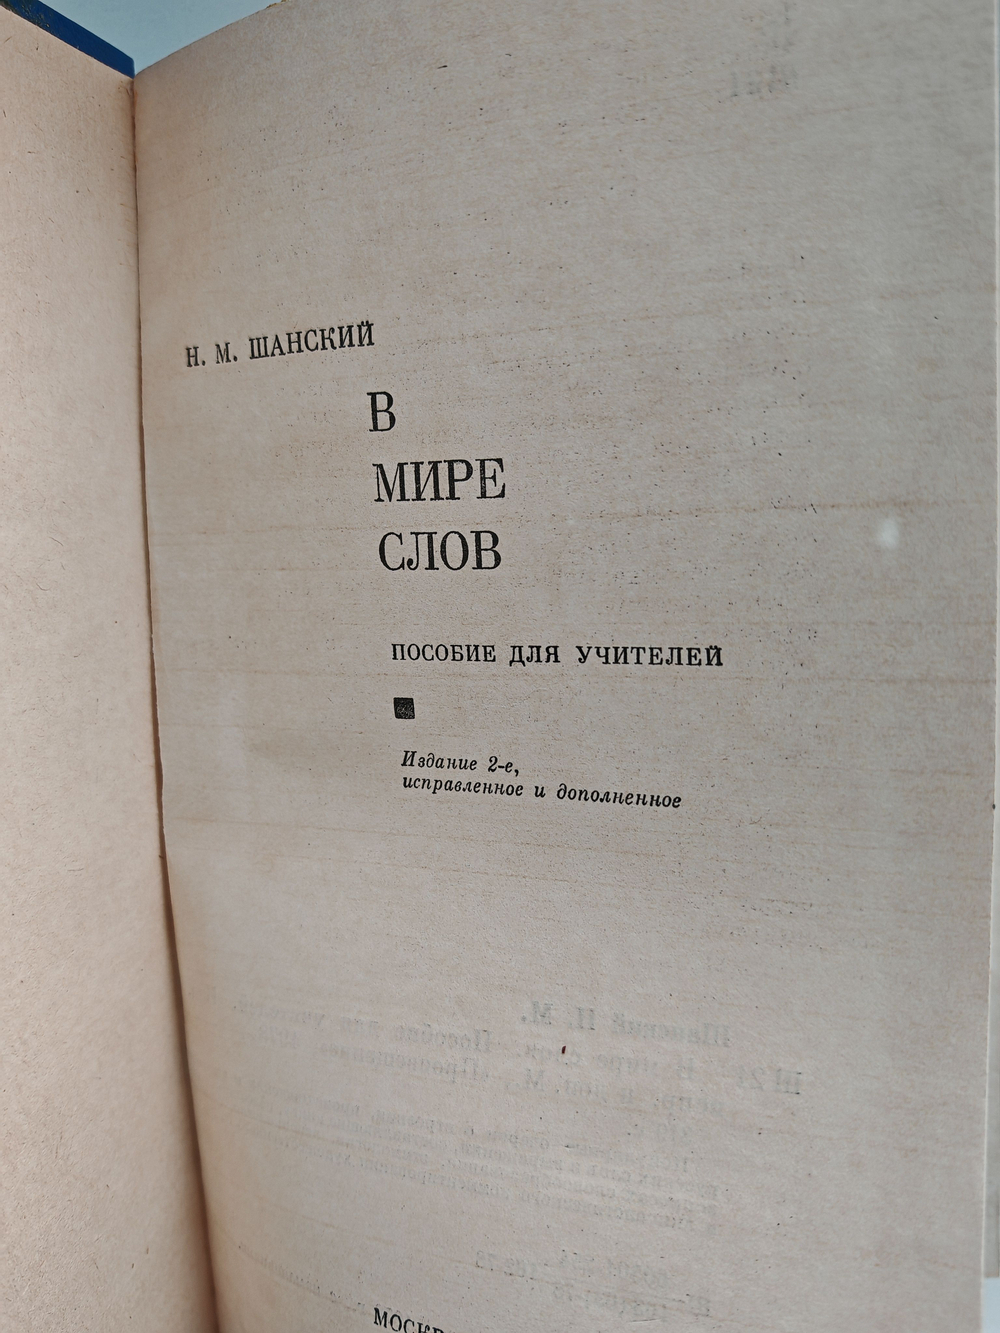 Н. М. ШАНСКИЙ
В
МИРЕ
СЛОВ
ПОСОБИЕ ДЛЯ УЧИТЕЛЕЙ
Издание 2-е,
исправленное и дополненное